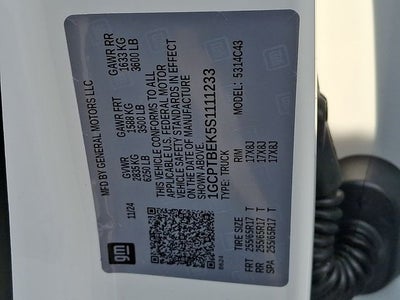 MFD BY GENERAL MOTORS LLC
11/24
GVWR
2835 KG
6250 LB
GAWR FRT
1588 KG
3500 LB
GAWR RR
1633 KG
3600 LB
THIS VEHICLE CONFORMS TO ALL
APPLICABLE U.S. FEDERAL MOTOR
VEHICLE SAFETY STANDARDS IN EFFECT
ON THE DATE OF MANUFACTURE
SHOWN ABOVE.
1GCPTBEK5S1111233
TYPE: TRUCK
MODEL: 5314C43
TIRE SIZE RIM
FRT 255/65R17 T 17X8J
RR 255/65R17 T 17X8J
SPA 255/65R17 T 17X8J
gm